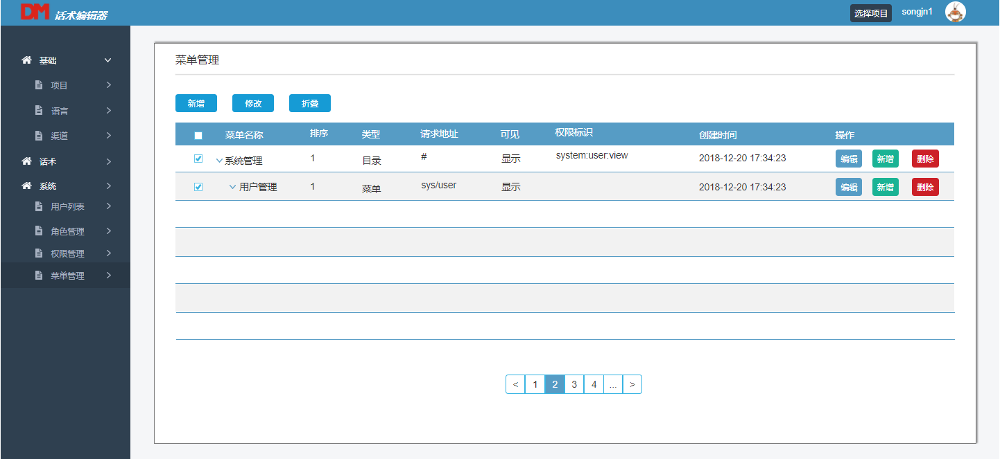 DM 话术编辑器
选择项目 songjn1
基础
项目
语言
渠道
话术
系统
用户列表
角色管理
权限管理
菜单管理
菜单管理
新增 修改 折叠
菜单名称 排序 类型 请求地址 可见 权限标识 创建时间 操作
系统管理 1 目录 # 显示 system:user:view 2018-12-20 17:34:23 编辑 新增 删除
用户管理 1 菜单 sys/user 显示 2018-12-20 17:34:23 编辑 新增 删除
< 1 2 3 4 ... >